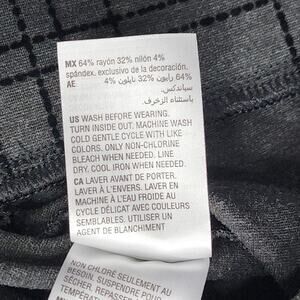 MX 64% rayón 32% nilón 4%
spándex. exclusivo de la decoración.
AE 64% رايون 32% نايلون 4%
سباندكس.
باستثناء الزخرف.
US WASH BEFORE WEARING.
TURN INSIDE OUT. MACHINE WASH
COLD GENTLE CYCLE WITH LIKE
COLORS. ONLY NON-CHLORINE
BLEACH WHEN NEEDED. LINE
DRY. COOL IRON WHEN NEEDED.
CA LAVER AVANT DE PORTER.
LAVER À L'ENVERS. LAVER EN
MACHINE À L'EAU FROIDE AU
CYCLE DÉLICAT AVEC COULEURS
SEMBLABLES. UTILISER UN
AGENT DE BLANCHIMENT
NON CHLORÉ SEULEMENT AU
BESOIN. SUSPENDRE POUR
SÉCHER. REPASSER